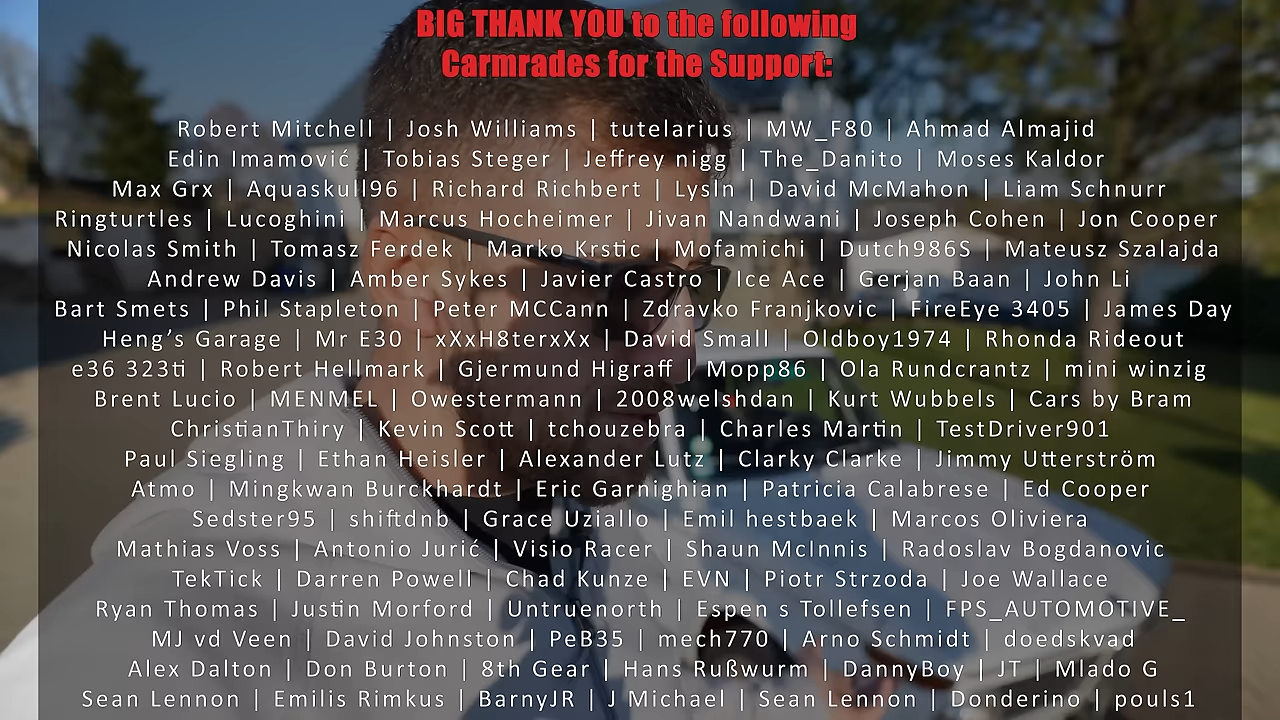 BIG THANK YOU to the following
Carmrades for the Support:
Robert Mitchell | Josh Williams | tutelarius | MW_F80 | Ahmad Almajid
Edin Imamović | Tobias Steger | Jeffrey nigg | The_Danito | Moses Kaldor
Max Grx | Aquaskull96 | Richard Richbert | LysIn | David McMahon | Liam Schnurr
Ringturtles | Lucoghini | Marcus Hocheimer | Jivan Nandwani | Joseph Cohen | Jon Cooper
Nicolas Smith | Tomasz Ferdek | Marko Krstic | Mofamichi | Dutch986S | Mateusz Szalajda
Andrew Davis | Amber Sykes | Javier Castro | Ice Ace | Gerjan Baan | John Li
Bart Smets | Phil Stapleton | Peter MCCann | Zdravko Franjkovic | FireEye 3405 | James Day
Heng’s Garage | Mr E30 | xXxH8terxXx | David Small | Oldboy1974 | Rhonda Rideout
e36 323ti | Robert Hellmark | Gjermund Higraff | Mopp86 | Ola Rundcrantz | mini winzig
Brent Lucio | MENMEL | Owestermann | 2008welshdan | Kurt Wubbels | Cars by Bram
ChristianThiry | Kevin Scott | tchouzebra | Charles Martin | TestDriver901
Paul Siegling | Ethan Heisler | Alexander Lutz | Clarky Clarke | Jimmy Utterström
Atmo | Mingkwan Burckhardt | Eric Garnighian | Patricia Calabrese | Ed Cooper
Sedster95 | shiftdnb | Grace Uziallo | Emil hestbaek | Marcos Oliviera
Mathias Voss | Antonio Jurić | Visio Racer | Shaun McInnis | Radoslav Bogdanovic
TekTick | Darren Powell | Chad Kunze | EVN | Piotr Strzoda | Joe Wallace
Ryan Thomas | Justin Morford | Untruenorth | Espen s Tollefsen | FPS_AUTOMOTIVE_
MJ vd Veen | David Johnston | PeB35 | mech770 | Arno Schmidt | doedskvad
Alex Dalton | Don Burton | 8th Gear | Hans Rußwurm | DannyBoy | JT | Mlado G
Sean Lennon | Emilis Rimkus | BarnyJR | J Michael | Sean Lennon | Donderino | pouls1